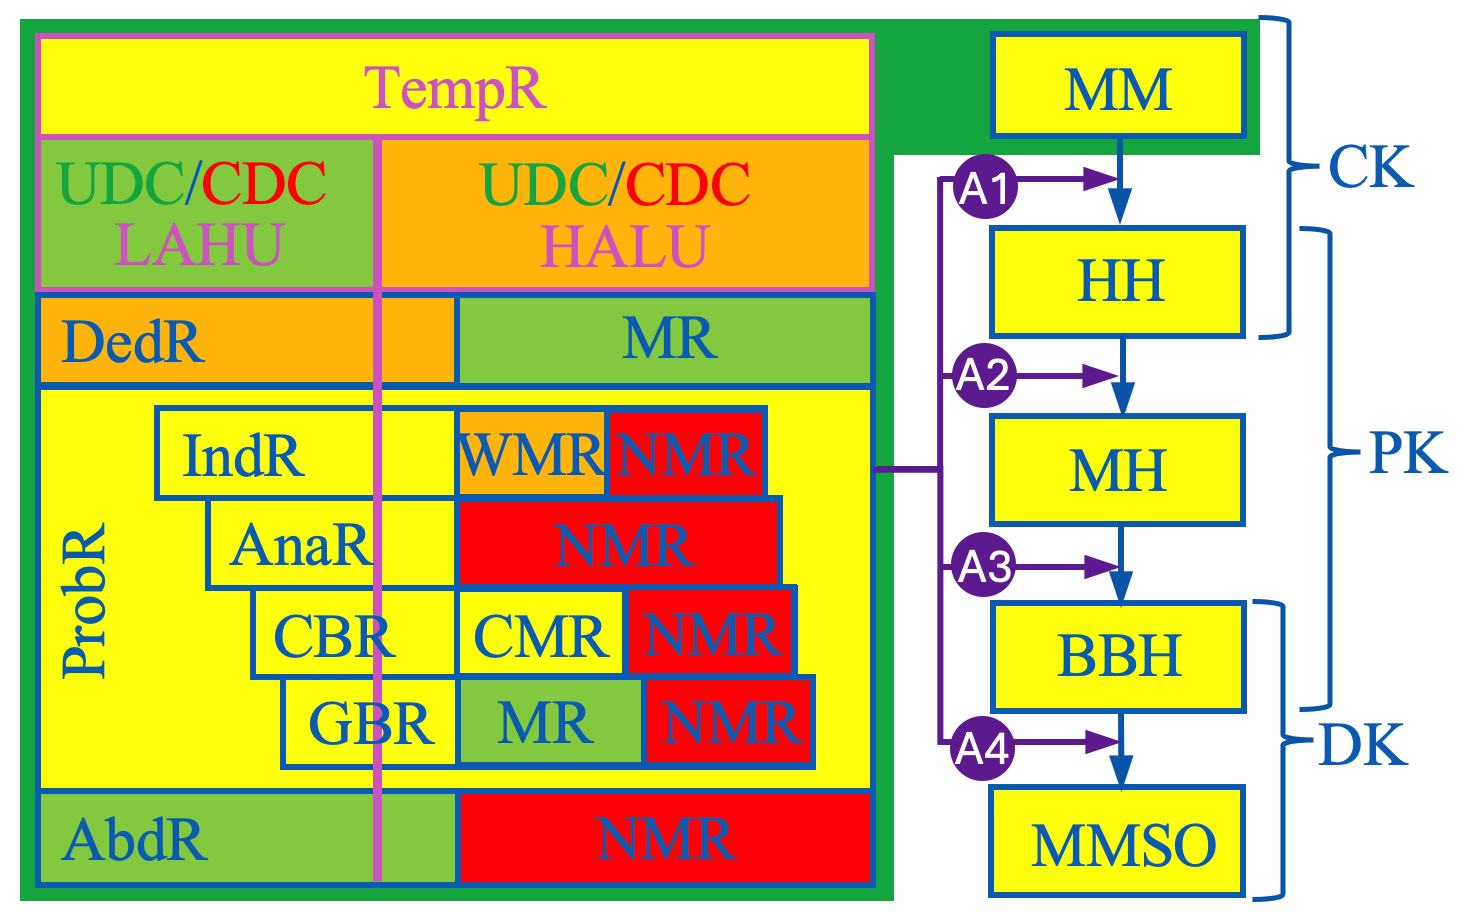 TempR
UDC/CDC
LAHU
UDC/CDC
HALU
DedR
MR
ProbR
IndR
WMR
NMR
AnaR
NMR
CBR
CMR
NMR
GBR
MR
NMR
AbdR
NMR
A1
A2
A3
A4
MM
HH
MH
BBH
MMSO
CK
PK
DK